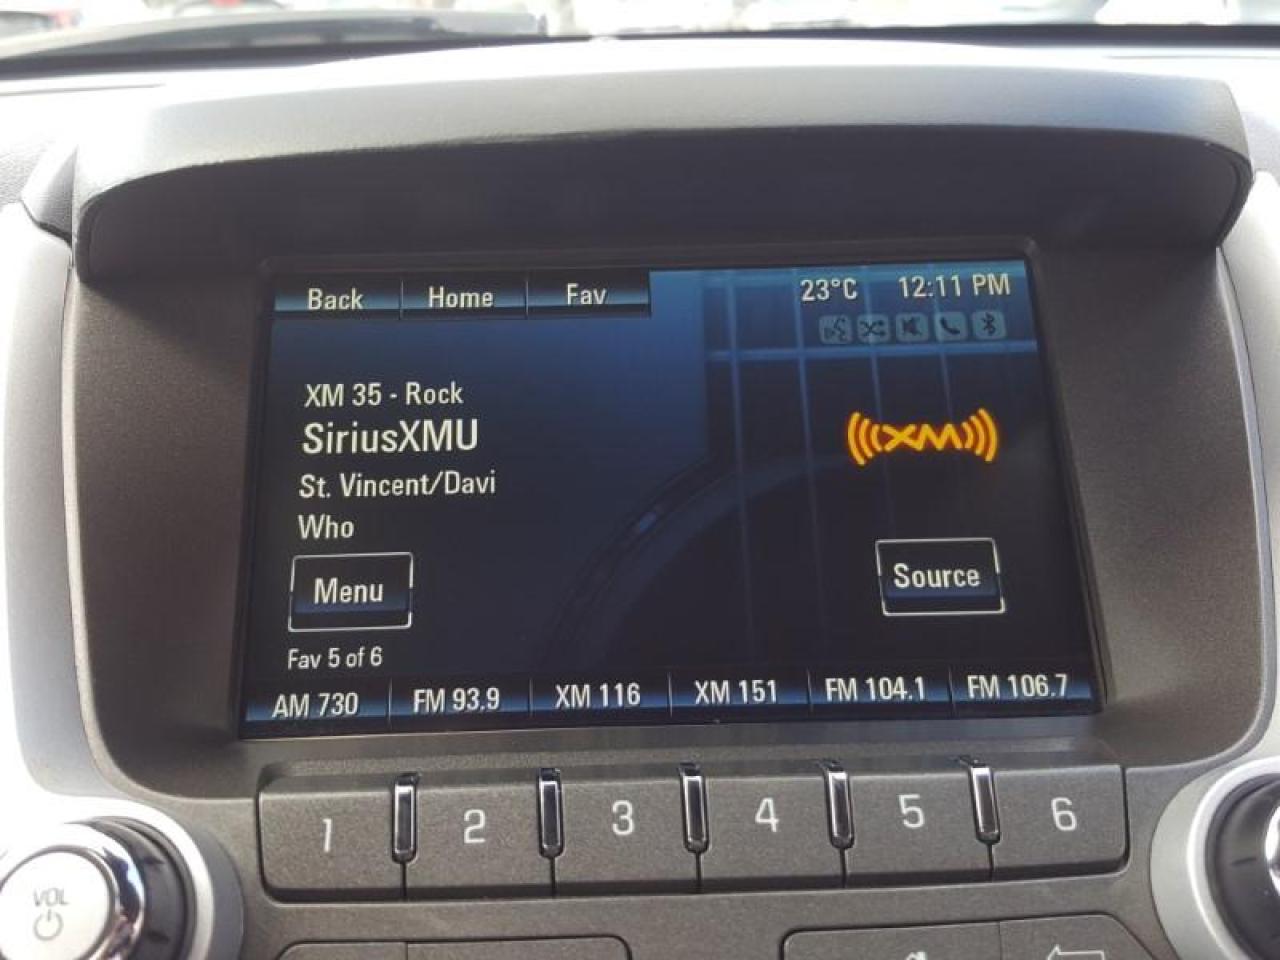 Back Home Fav 23°C 12:11 PM
XM 35 - Rock
SiriusXMU
XM
St. Vincent/Davi
Who
Menu
Source
Fav 5 of 6
AM 730 FM 93.9 XM 116 XM 151 FM 104.1 FM 106.7
1 2 3 4 5 6
VOL